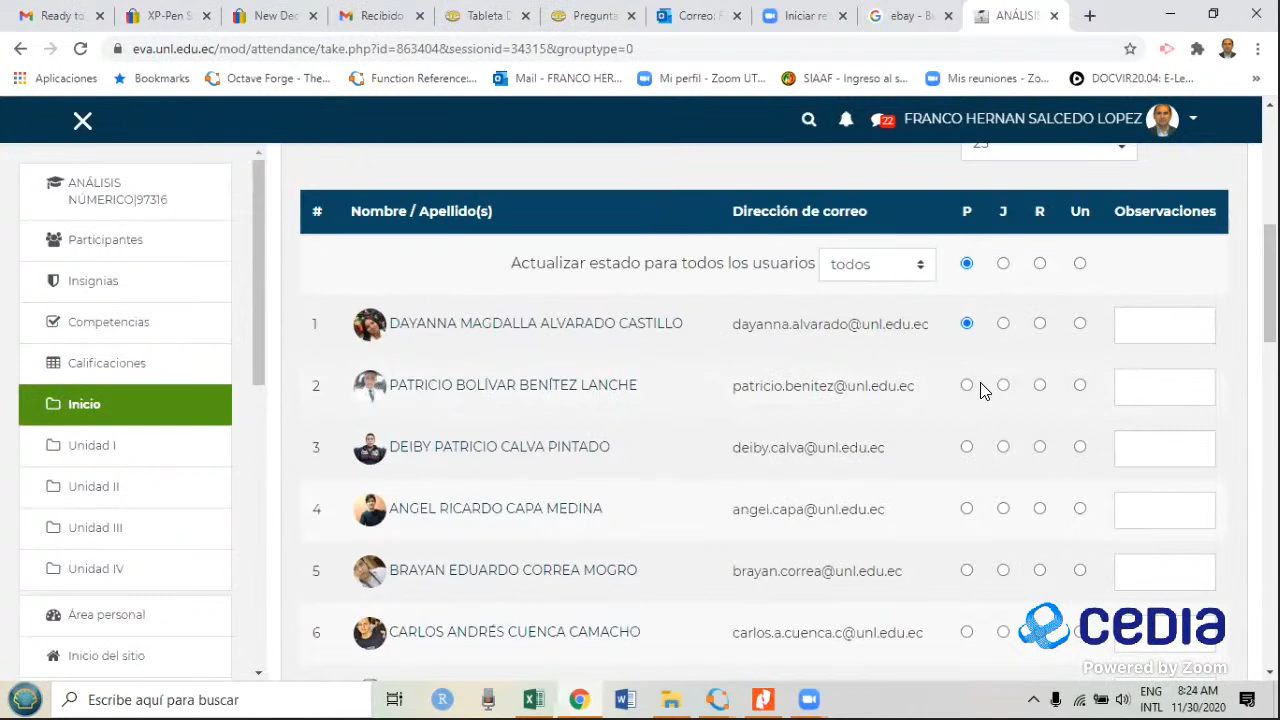 Ready to
XP-Pen S
New Dec
Recibido
Tableta D
Pregunta
Correo: F
Iniciar re
ebay - B
ANÁLISIS
eva.unl.edu.ec/mod/attendance/take.php?id=863404&sessionid=34315&grouptype=0
Aplicaciones
Bookmarks
Octave Forge - The...
Function Reference:...
Mail - FRANCO HER...
Mi perfil - Zoom UT...
SIAAF - Ingreso al s...
Mis reuniones - Zo...
DOCVIR20.04: E-Le...
»
22
FRANCO HERNAN SALCEDO LOPEZ
ANÁLISIS
NÚMERICO|97316
Participantes
Insignias
Competencias
Calificaciones
Inicio
Unidad I
Unidad II
Unidad III
Unidad IV
Área personal
Inicio del sitio
25
# Nombre / Apellido(s) Dirección de correo P J R Un Observaciones
Actualizar estado para todos los usuarios todos
1 DAYANNA MAGDALLA ALVARADO CASTILLO dayanna.alvarado@unl.edu.ec
2 PATRICIO BOLÍVAR BENÍTEZ LANCHE patricio.benitez@unl.edu.ec
3 DEIBY PATRICIO CALVA PINTADO deiby.calva@unl.edu.ec
4 ANGEL RICARDO CAPA MEDINA angel.capa@unl.edu.ec
5 BRAYAN EDUARDO CORREA MOGRO brayan.correa@unl.edu.ec
6 CARLOS ANDRÉS CUENCA CAMACHO carlos.a.cuenca.c@unl.edu.ec
cedia
Powered by Zoom
Escribe aquí para buscar
ENG
INTL
8:24 AM
11/30/2020